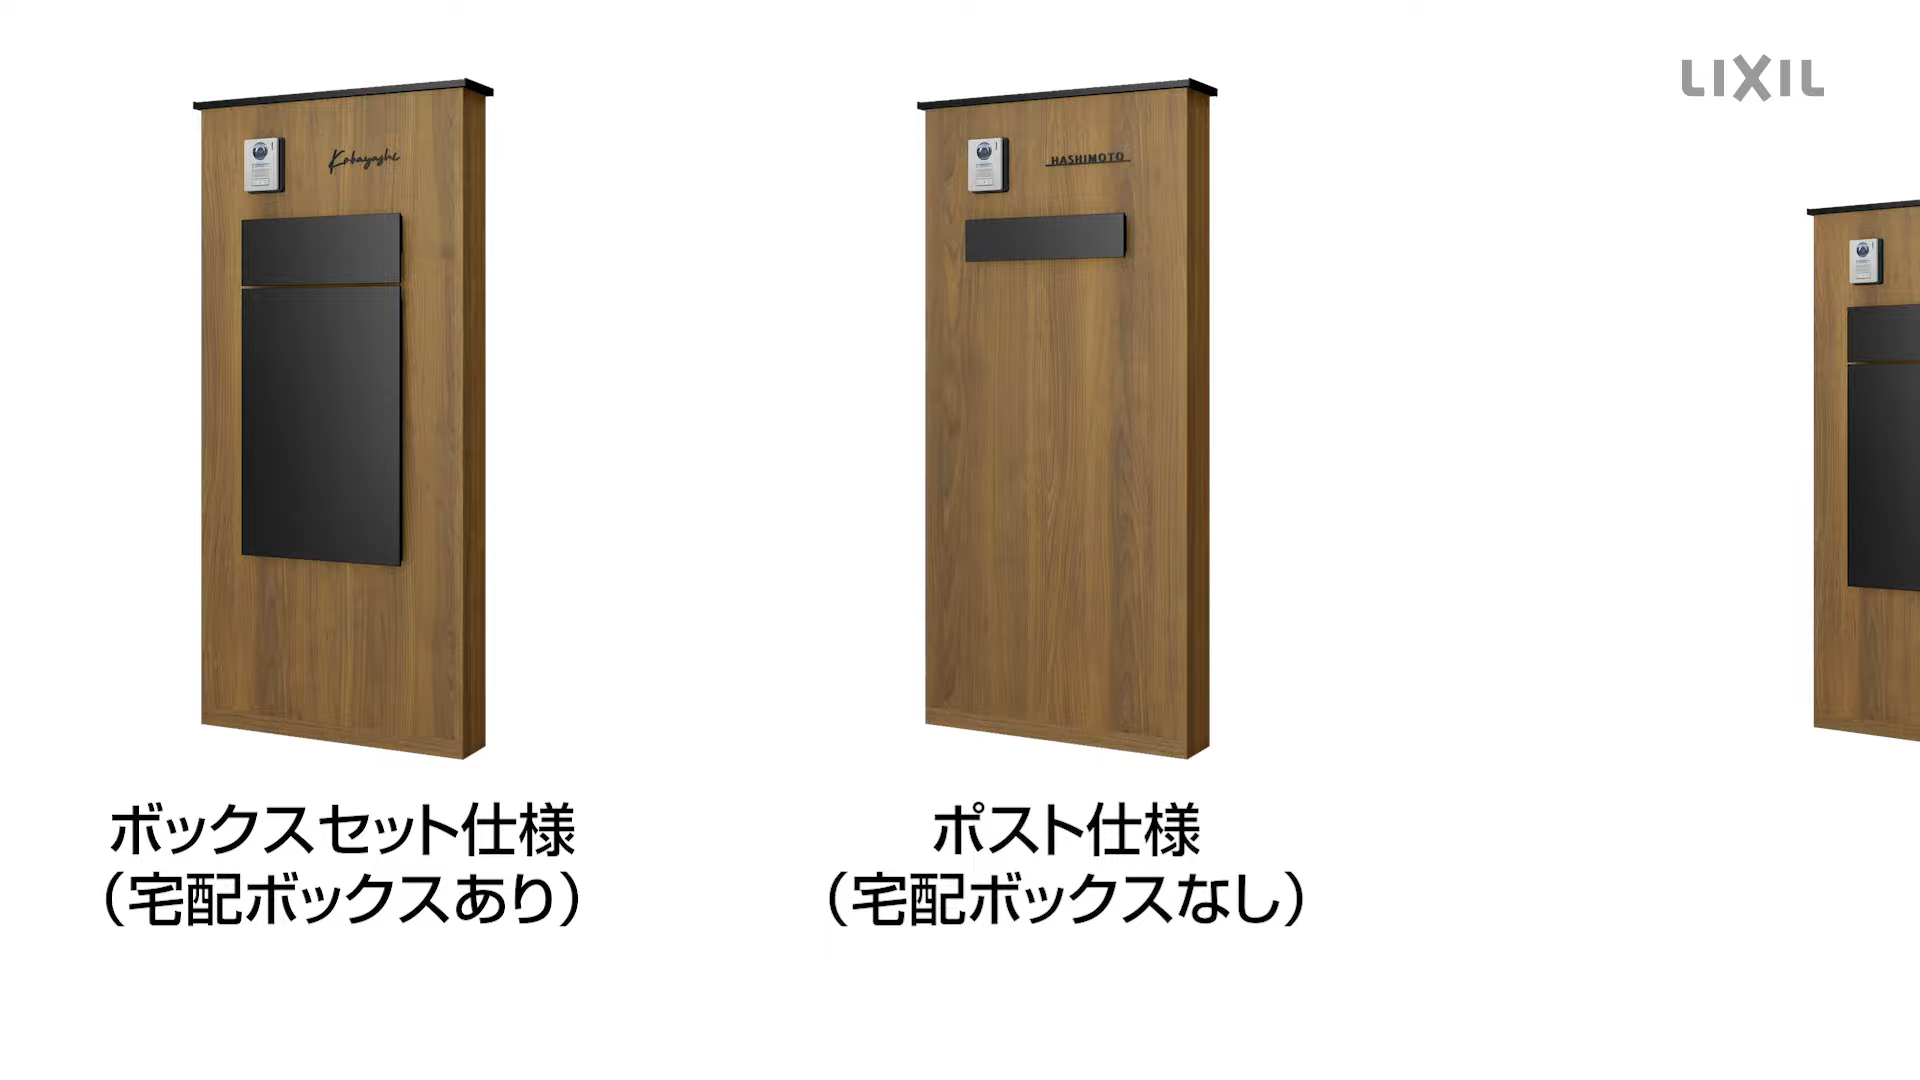 LIXIL
Kobayashi
HASHIMOTO
ボックスセット仕様
（宅配ボックスあり）
ポスト仕様
（宅配ボックスなし）